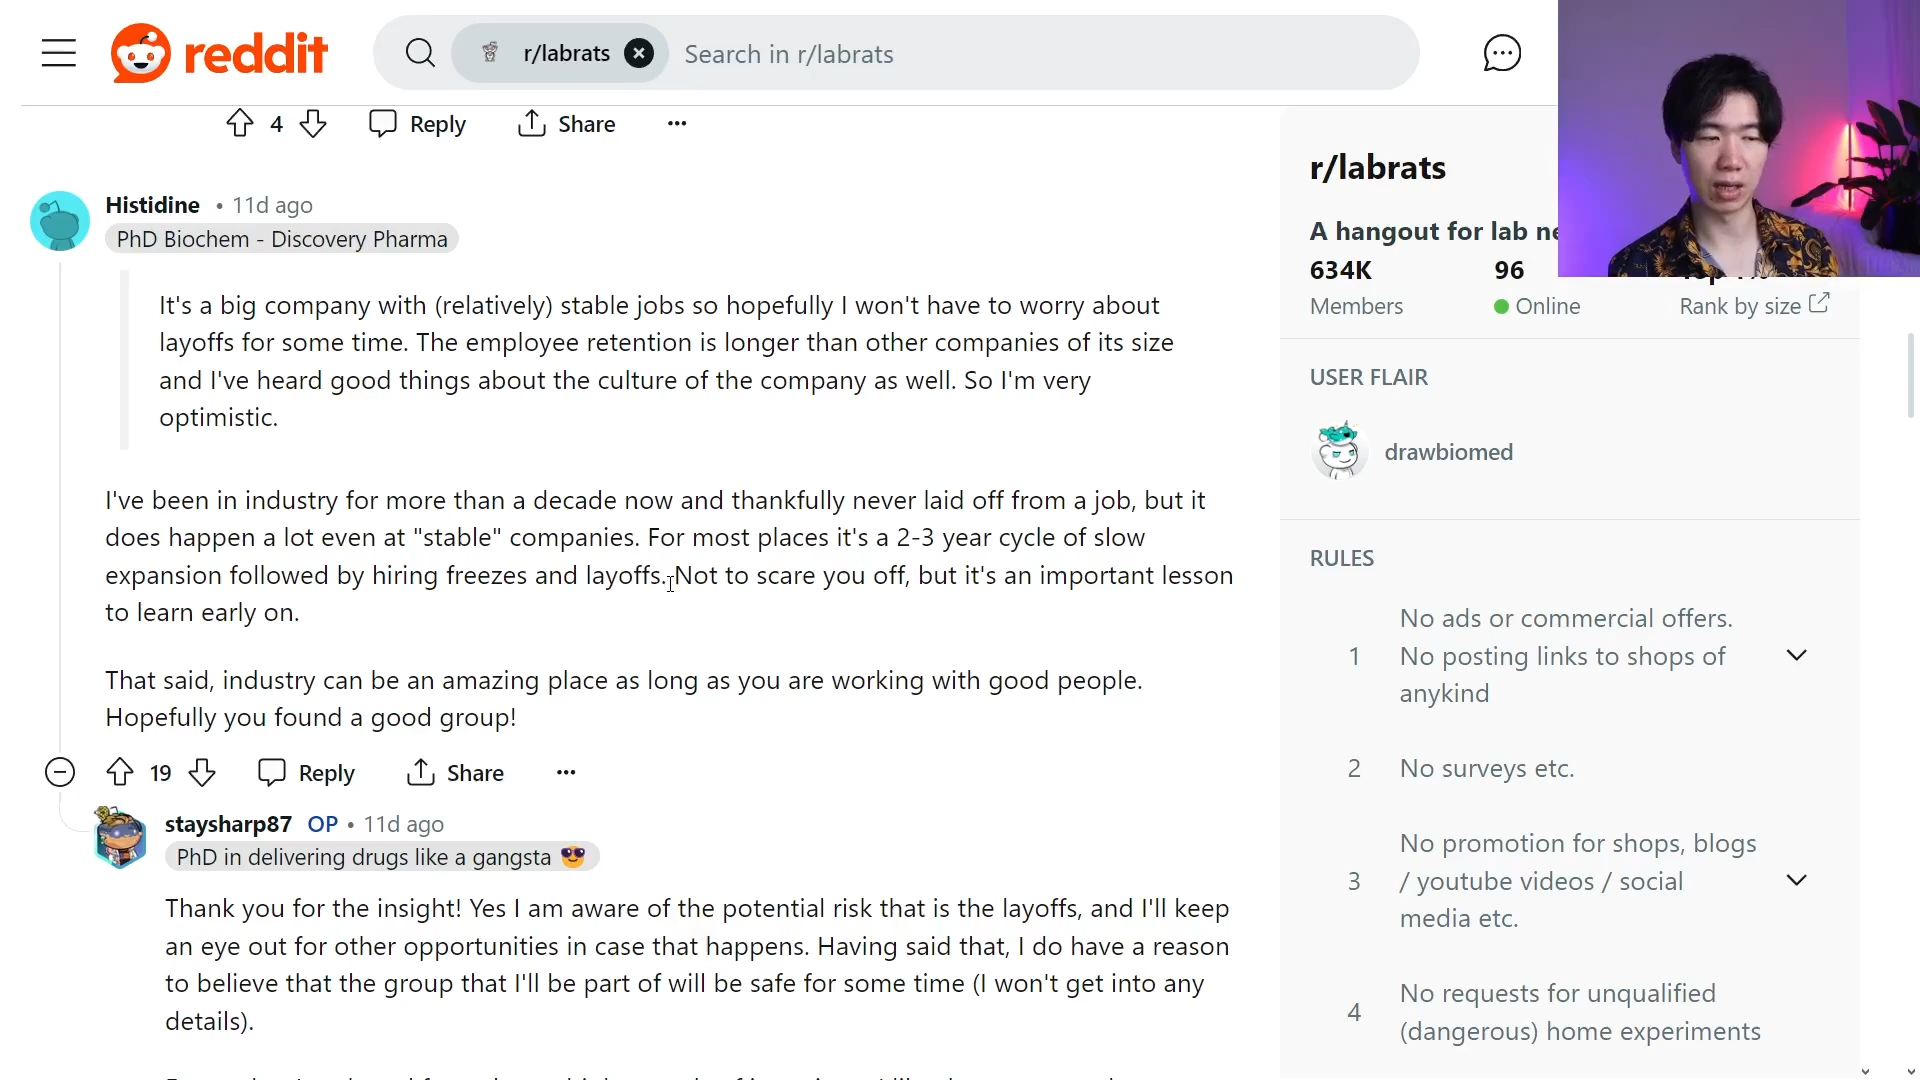 reddit
r/labrats
Search in r/labrats
4
Reply
Share
Histidine • 11d ago
PhD Biochem - Discovery Pharma
It's a big company with (relatively) stable jobs so hopefully I won't have to worry about
layoffs for some time. The employee retention is longer than other companies of its size
and I've heard good things about the culture of the company as well. So I'm very
optimistic.
I've been in industry for more than a decade now and thankfully never laid off from a job, but it
does happen a lot even at "stable" companies. For most places it's a 2-3 year cycle of slow
expansion followed by hiring freezes and layoffs. Not to scare you off, but it's an important lesson
to learn early on.
That said, industry can be an amazing place as long as you are working with good people.
Hopefully you found a good group!
19
Reply
Share
staysharp87 OP • 11d ago
PhD in delivering drugs like a gangsta 😎
Thank you for the insight! Yes I am aware of the potential risk that is the layoffs, and I'll keep
an eye out for other opportunities in case that happens. Having said that, I do have a reason
to believe that the group that I'll be part of will be safe for some time (I won't get into any
details).
r/labrats
A hangout for lab
634K
96
Members
Online
Rank by size
USER FLAIR
drawbiomed
RULES
1
No ads or commercial offers.
No posting links to shops of
anykind
2
No surveys etc.
3
No promotion for shops, blogs
/ youtube videos / social
media etc.
4
No requests for unqualified
(dangerous) home experiments